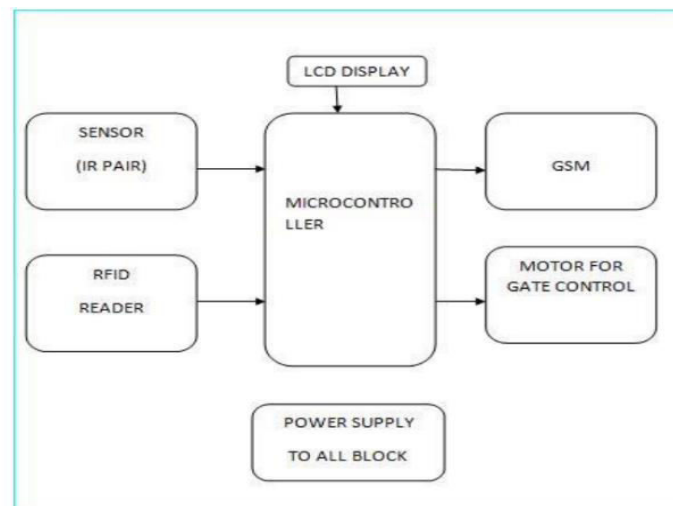 LCD DISPLAY
SENSOR
(IR PAIR)
MICROCONTRO
LLER
GSM
RFID
READER
MOTOR FOR
GATE CONTROL
POWER SUPPLY
TO ALL BLOCK